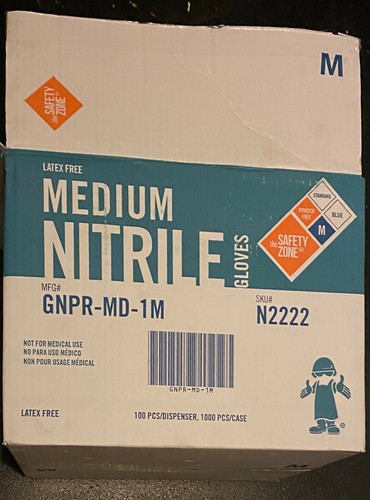 M
the SAFETY ZONE®
LATEX FREE
MEDIUM
NITRILE
GLOVES
STANDARD
POWDER FREE
BLUE
M
the SAFETY ZONE®
MFG#
GNPR-MD-1M
SKU#
N2222
NOT FOR MEDICAL USE
NO PARA USO MÉDICO
NON POUR USAGE MÉDICAL
GNPR-MD-1M
LATEX FREE
100 PCS/DISPENSER, 1000 PCS/CASE
®
M